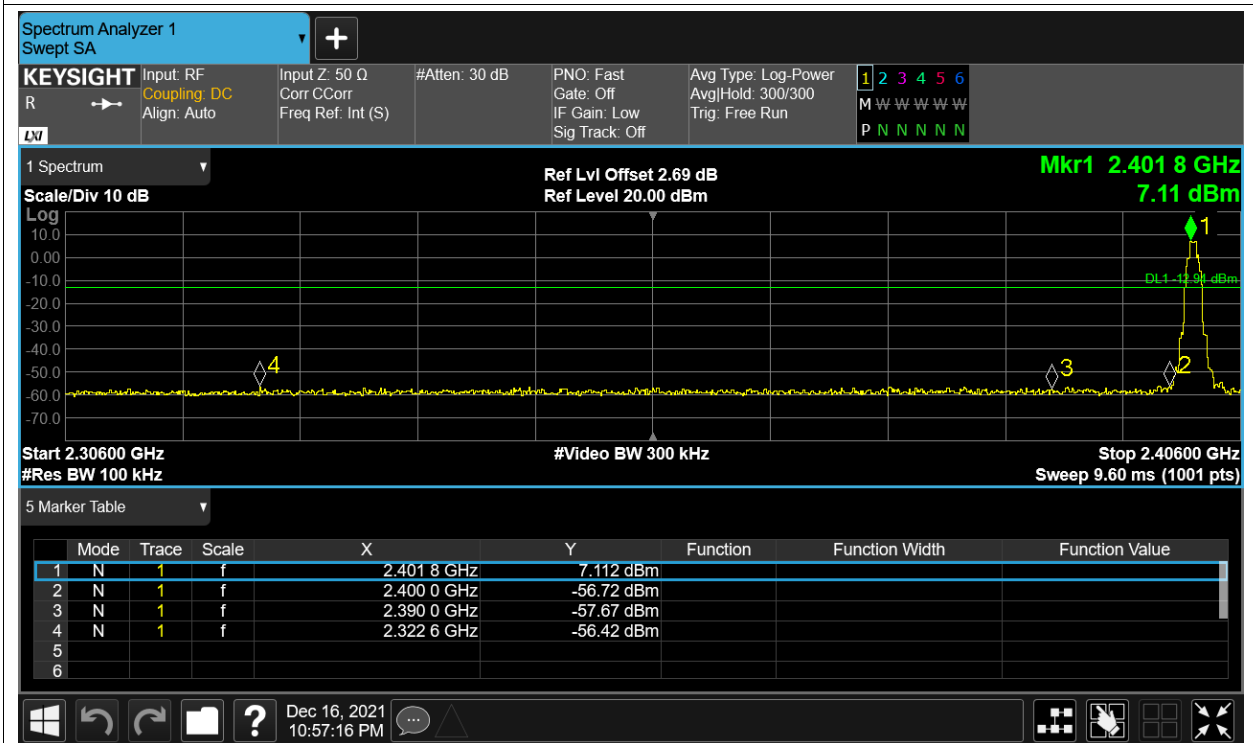 Spectrum Analyzer 1
Swept SA
+
KEYSIGHT
R
LXI
Input: RF
Coupling: DC
Align: Auto
Input Z: 50 Ω
Corr CCorr
Freq Ref: Int (S)
#Atten: 30 dB
PNO: Fast
Gate: Off
IF Gain: Low
Sig Track: Off
Avg Type: Log-Power
Avg|Hold: 300/300
Trig: Free Run
1 2 3 4 5 6
M W W W W W
P N N N N N
1 Spectrum
Scale/Div 10 dB
Ref Lvl Offset 2.69 dB
Ref Level 20.00 dBm
Mkr1 2.401 8 GHz
7.11 dBm
Log
10.0
0.00
-10.0
-20.0
-30.0
-40.0
-50.0
-60.0
-70.0
1
DL1 -12.91 dBm
4
3
2
Start 2.30600 GHz
#Res BW 100 kHz
#Video BW 300 kHz
Stop 2.40600 GHz
Sweep 9.60 ms (1001 pts)
5 Marker Table
Mode Trace Scale X Y Function Function Width Function Value
1 N 1 f 2.401 8 GHz 7.112 dBm
2 N 1 f 2.400 0 GHz -56.72 dBm
3 N 1 f 2.390 0 GHz -57.67 dBm
4 N 1 f 2.322 6 GHz -56.42 dBm
5
6
?
Dec 16, 2021
10:57:16 PM